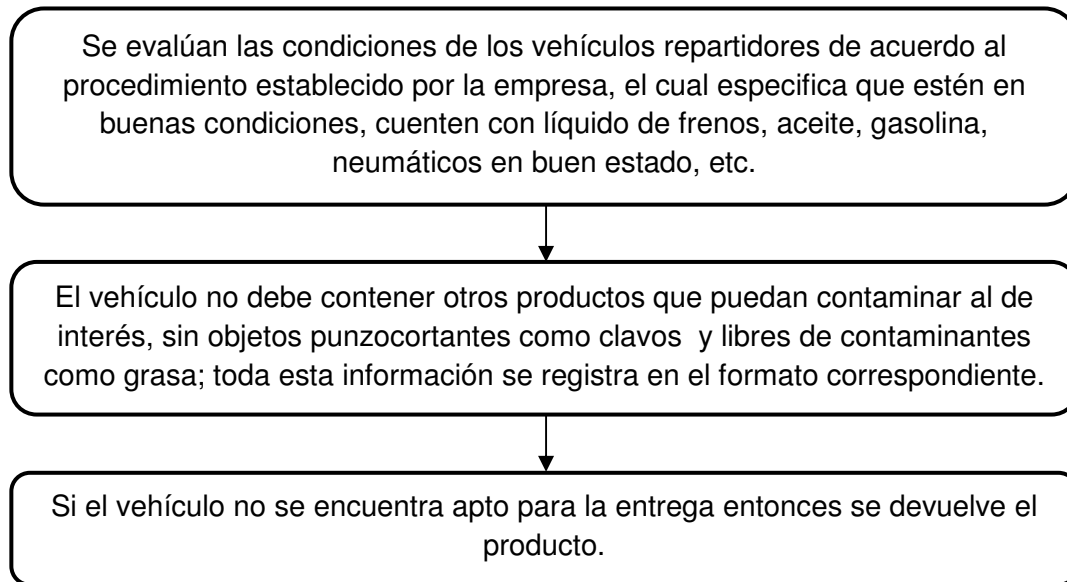 Se evalúan las condiciones de los vehículos repartidores de acuerdo al
procedimiento establecido por la empresa, el cual especifica que estén en
buenas condiciones, cuenten con líquido de frenos, aceite, gasolina,
neumáticos en buen estado, etc.
El vehículo no debe contener otros productos que puedan contaminar al de
interés, sin objetos punzocortantes como clavos  y libres de contaminantes
como grasa; toda esta información se registra en el formato correspondiente.
Si el vehículo no se encuentra apto para la entrega entonces se devuelve el
producto.